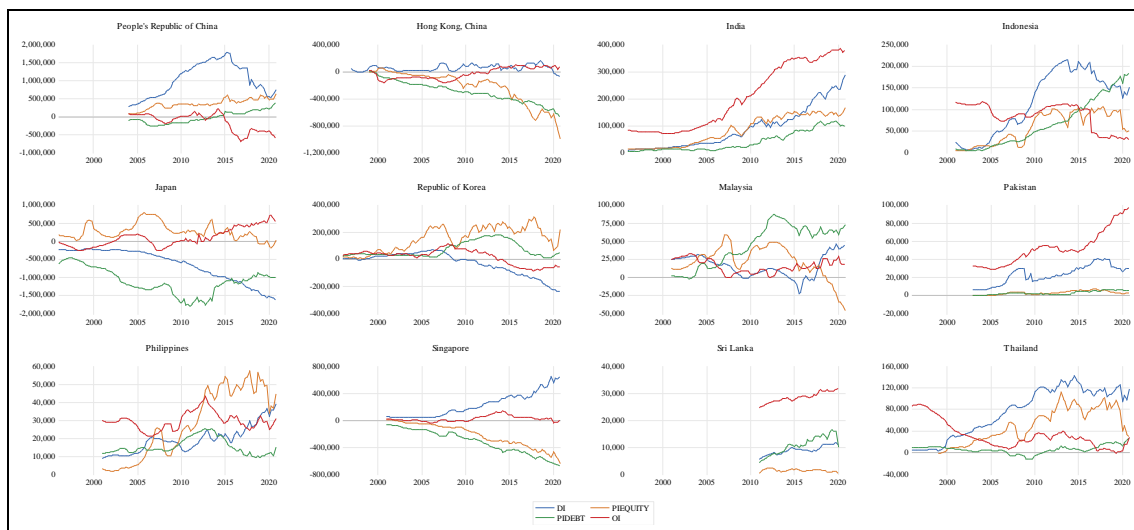 People's Republic of China
Hong Kong, China
India
Indonesia
2,000,000
1,500,000
1,000,000
500,000
0
-500,000
-1,000,000
2000 2005 2010 2015 2020
400,000
0
-400,000
-800,000
-1,200,000
2000 2005 2010 2015 2020
400,000
300,000
200,000
100,000
0
2000 2005 2010 2015 2020
250,000
200,000
150,000
100,000
50,000
0
2000 2005 2010 2015 2020
Japan
Republic of Korea
Malaysia
Pakistan
1,000,000
500,000
0
-500,000
-1,000,000
-1,500,000
-2,000,000
2000 2005 2010 2015 2020
400,000
200,000
0
-200,000
-400,000
2000 2005 2010 2015 2020
100,000
75,000
50,000
25,000
0
-25,000
-50,000
2000 2005 2010 2015 2020
100,000
80,000
60,000
40,000
20,000
0
-20,000
2000 2005 2010 2015 2020
Philippines
Singapore
Sri Lanka
Thailand
60,000
50,000
40,000
30,000
20,000
10,000
0
2000 2005 2010 2015 2020
800,000
400,000
0
-400,000
-800,000
2000 2005 2010 2015 2020
40,000
30,000
20,000
10,000
0
2000 2005 2010 2015 2020
160,000
120,000
80,000
40,000
0
-40,000
2000 2005 2010 2015 2020
DI PIEQUITY
PIDEBT OI